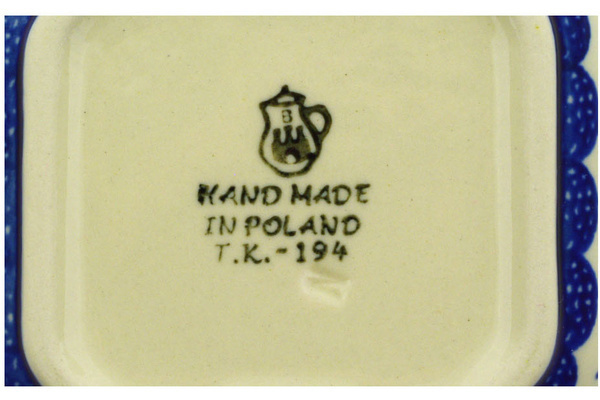 B
HAND MADE
IN POLAND
T.K.-194